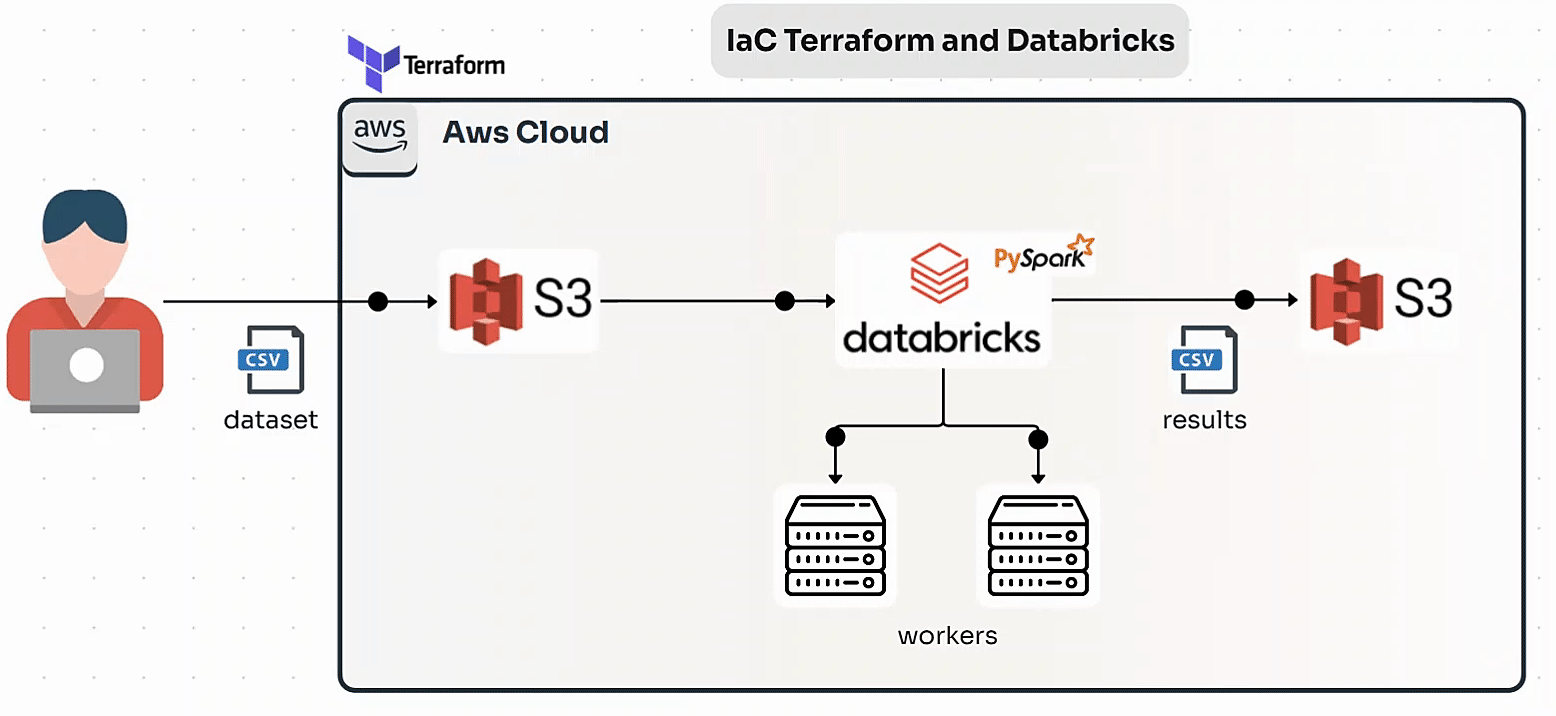 IaC Terraform and Databricks
Terraform
aws
Aws Cloud
PySpark
S3
databricks
S3
CSV
dataset
CSV
results
workers